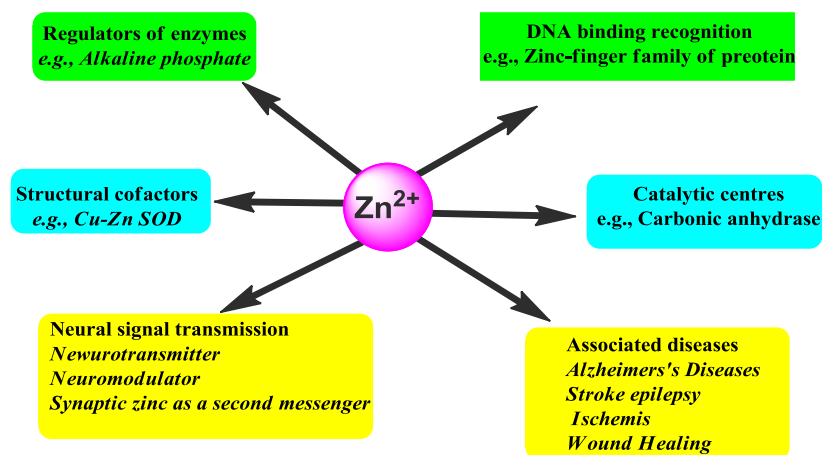 Regulators of enzymes
e.g., Alkaline phosphate
DNA binding recognition
e.g., Zinc-finger family of preotein
Zn²⁺
Structural cofactors
e.g., Cu-Zn SOD
Catalytic centres
e.g., Carbonic anhydrase
Neural signal transmission
Newurotransmitter
Neuromodulator
Synaptic zinc as a second messenger
Associated diseases
Alzheimers's Diseases
Stroke epilepsy
Ischemis
Wound Healing